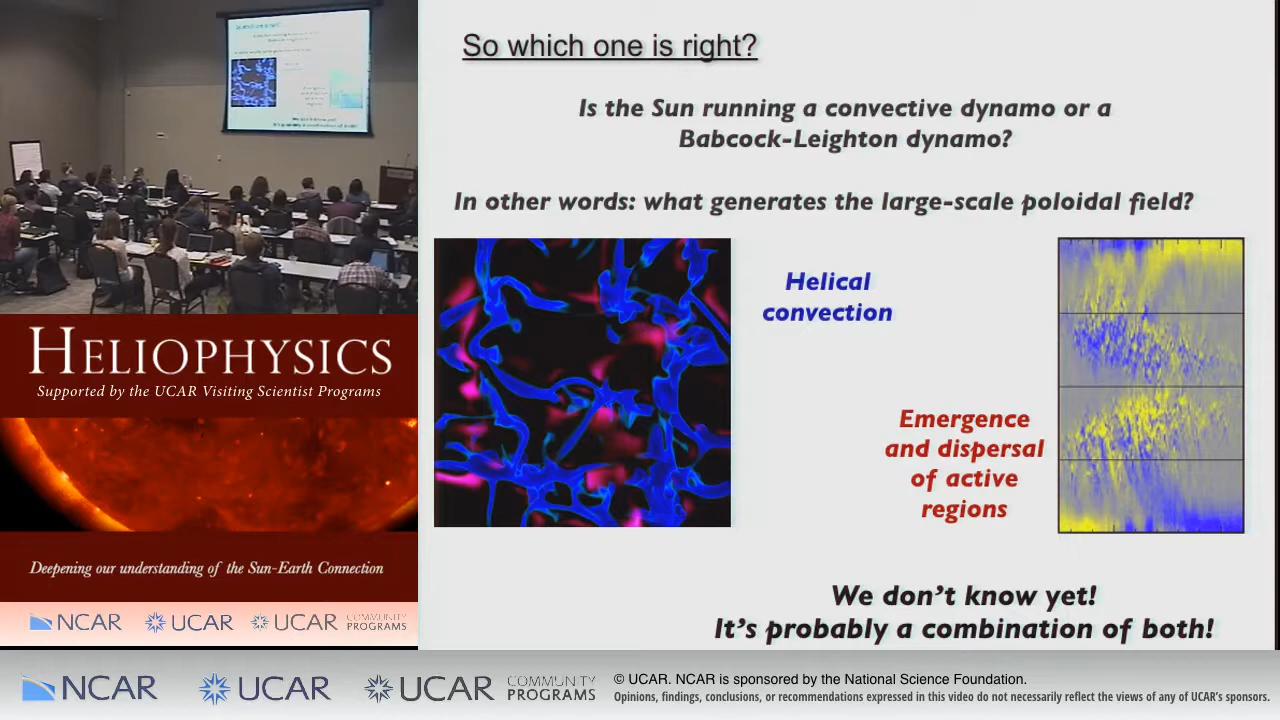 So which one is right?
Is the Sun running a convective dynamo or a
Babcock-Leighton dynamo?
In other words: what generates the large-scale poloidal field?
Helical
convection
Emergence
and dispersal
of active
regions
We don't know yet!
It's probably a combination of both!
HELIOPHYSICS
Supported by the UCAR Visiting Scientist Programs
Deepening our understanding of the Sun-Earth Connection
NCAR
UCAR
UCAR
COMMUNITY
PROGRAMS
NCAR
UCAR
UCAR
COMMUNITY
PROGRAMS
© UCAR. NCAR is sponsored by the National Science Foundation.
Opinions, findings, conclusions, or recommendations expressed in this video do not necessarily reflect the views of any of UCAR's sponsors.